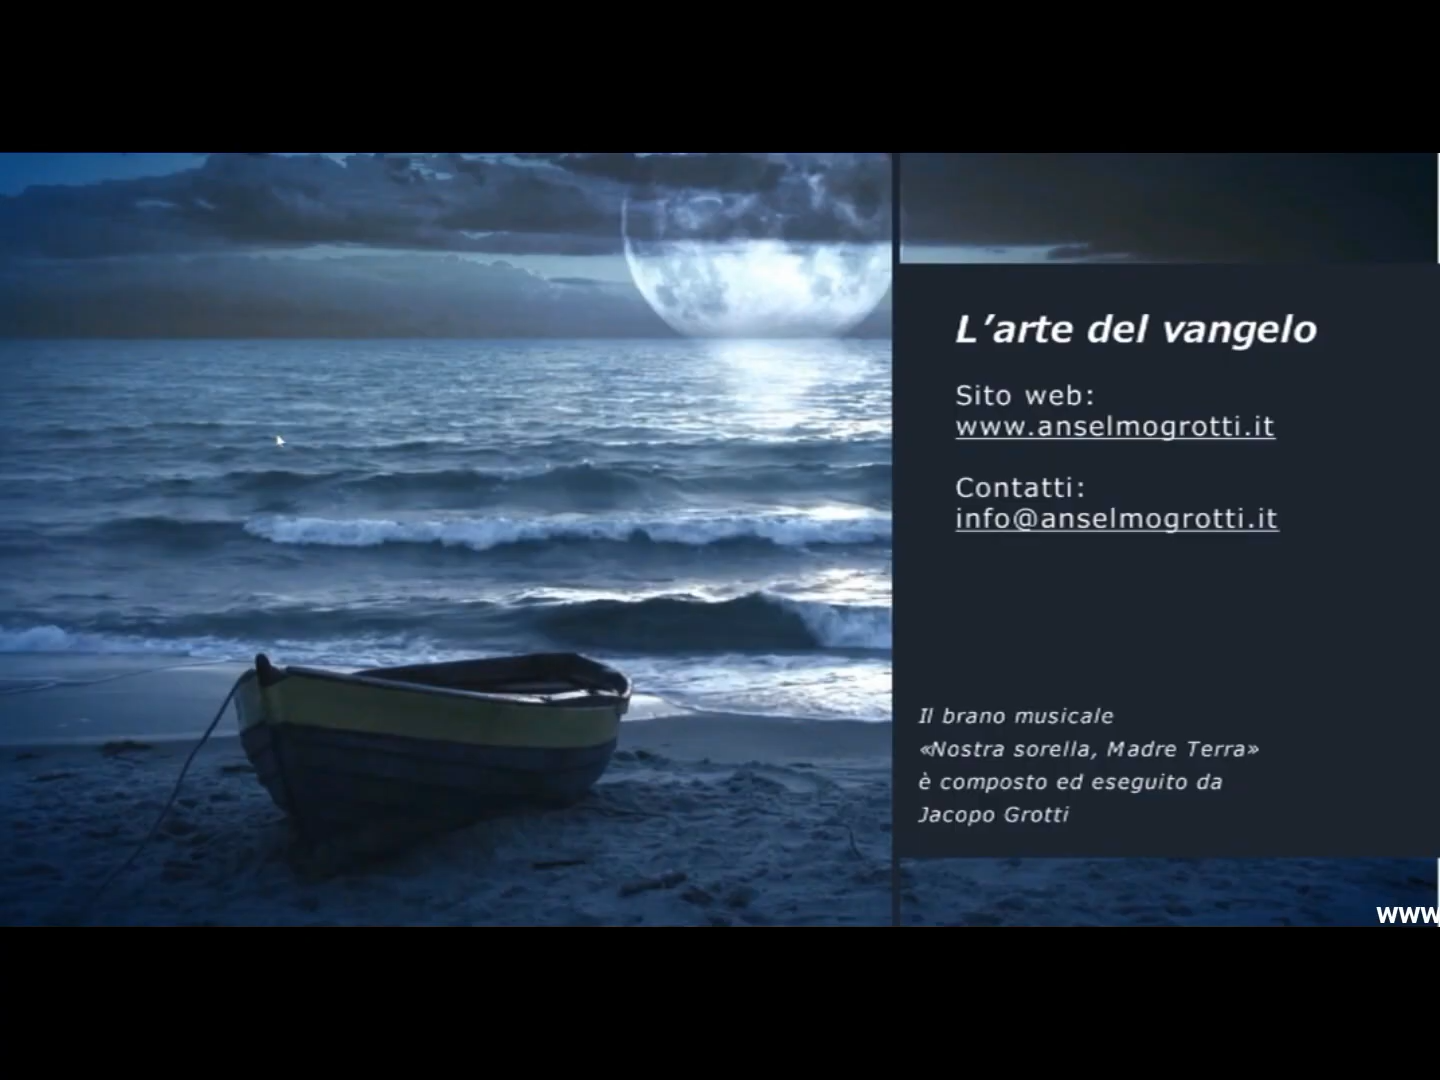 L'arte del vangelo
Sito web:
www.anselmogrotti.it
Contatti:
info@anselmogrotti.it
Il brano musicale
«Nostra sorella, Madre Terra»
è composto ed eseguito da
Jacopo Grotti
www